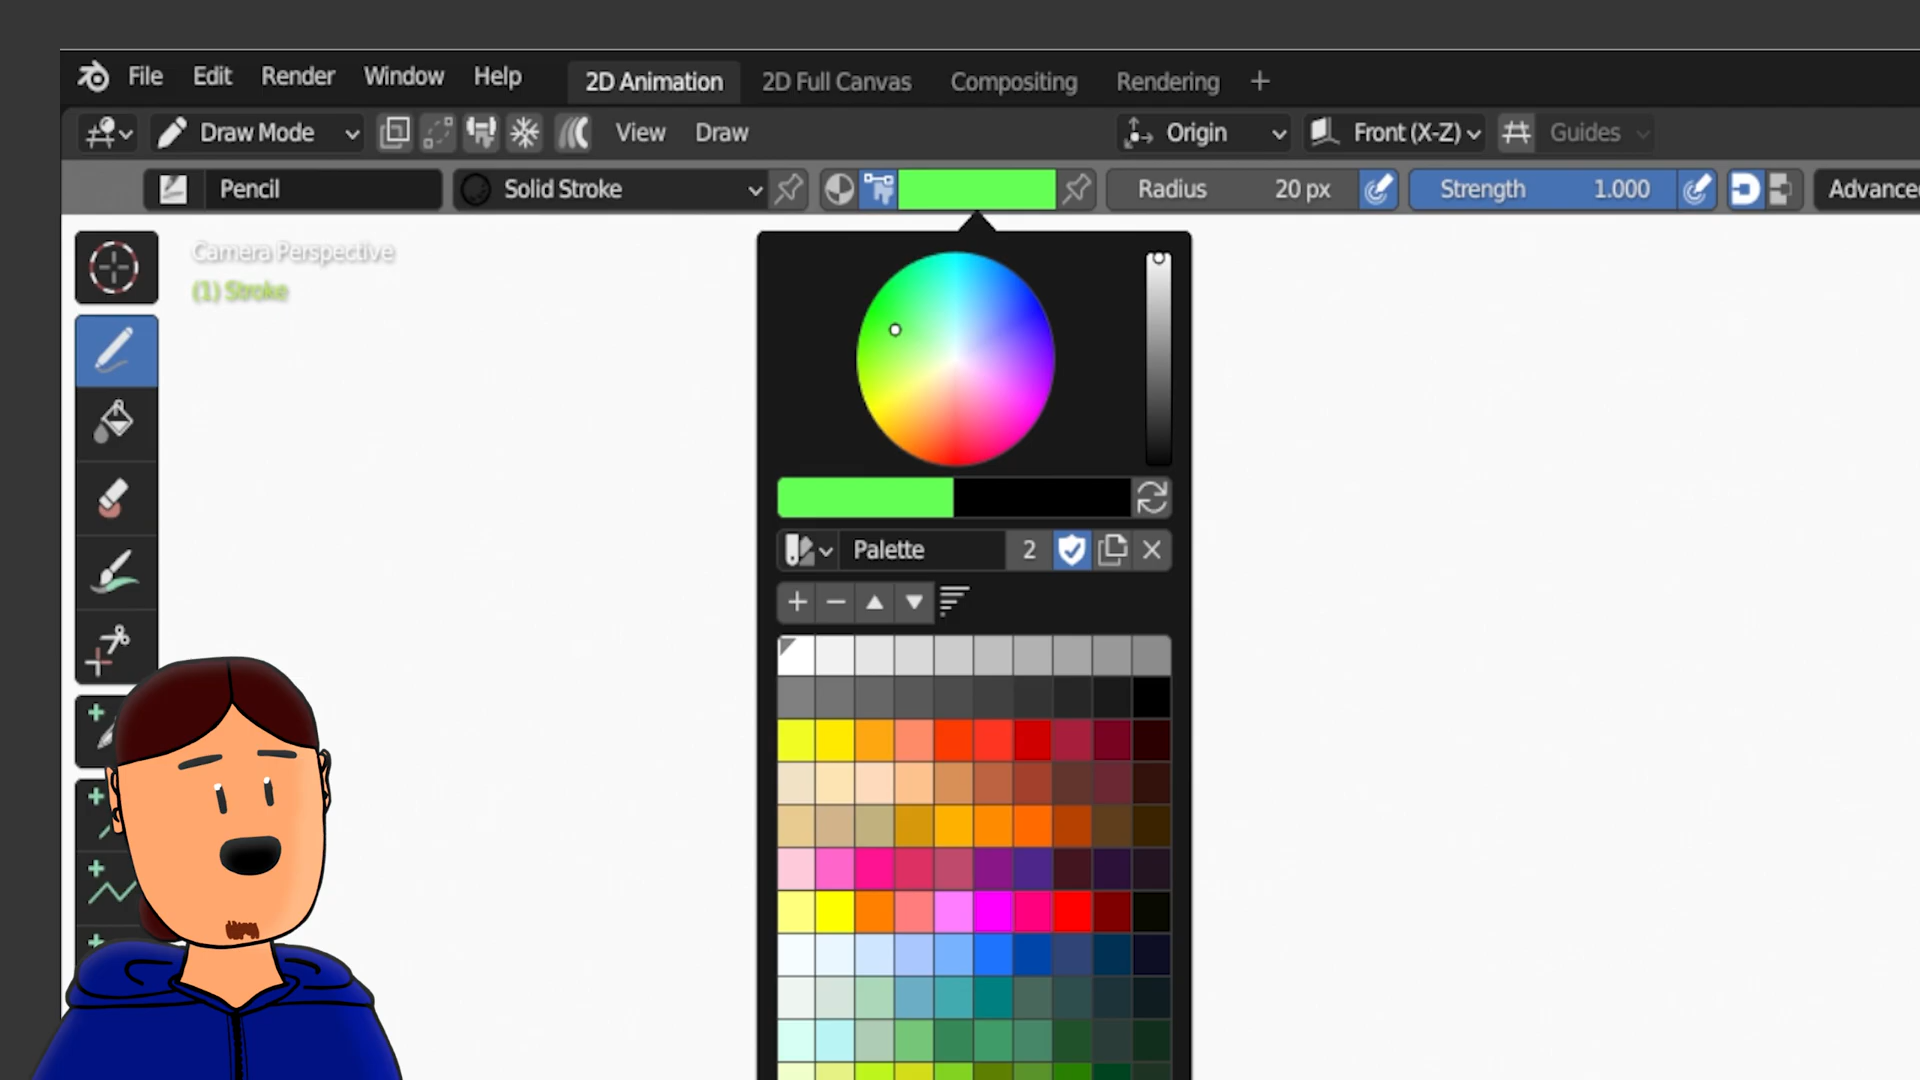 File Edit Render Window Help 2D Animation 2D Full Canvas Compositing Rendering +
Draw Mode View Draw Origin Front (X-Z) Guides
Pencil Solid Stroke Radius 20 px Strength 1.000 Advance
Camera Perspective
(1) Stroke
Palette 2